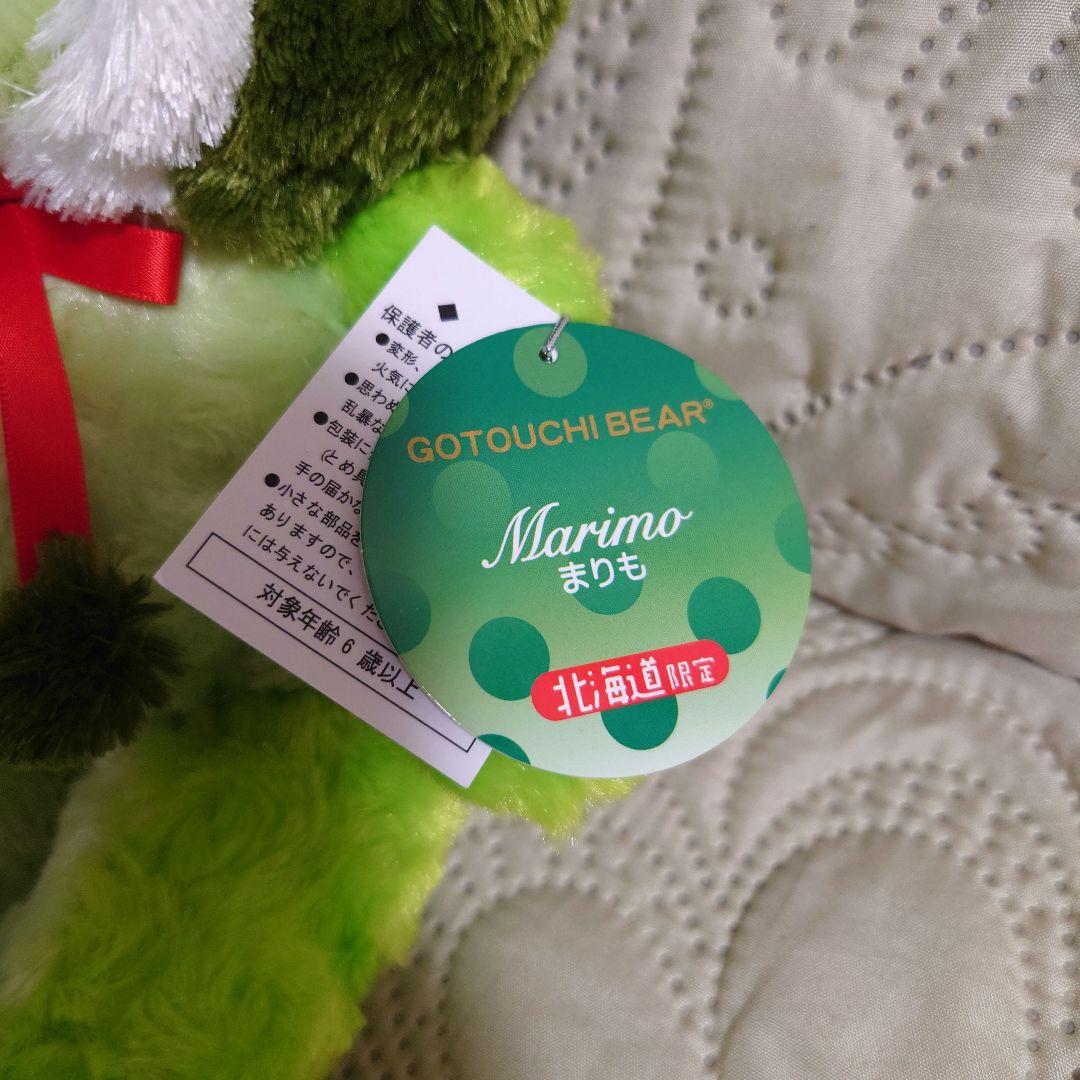 GOTOUCHI BEAR®
Marimo
まりも
北海道限定
◆
保護者の
●変形、
火気に
●思わぬ
乱暴な
●包装に
(とめ具
手の届かな
●小さな部品を
ありますので、
には与えないでくだ
対象年齢6歳以上